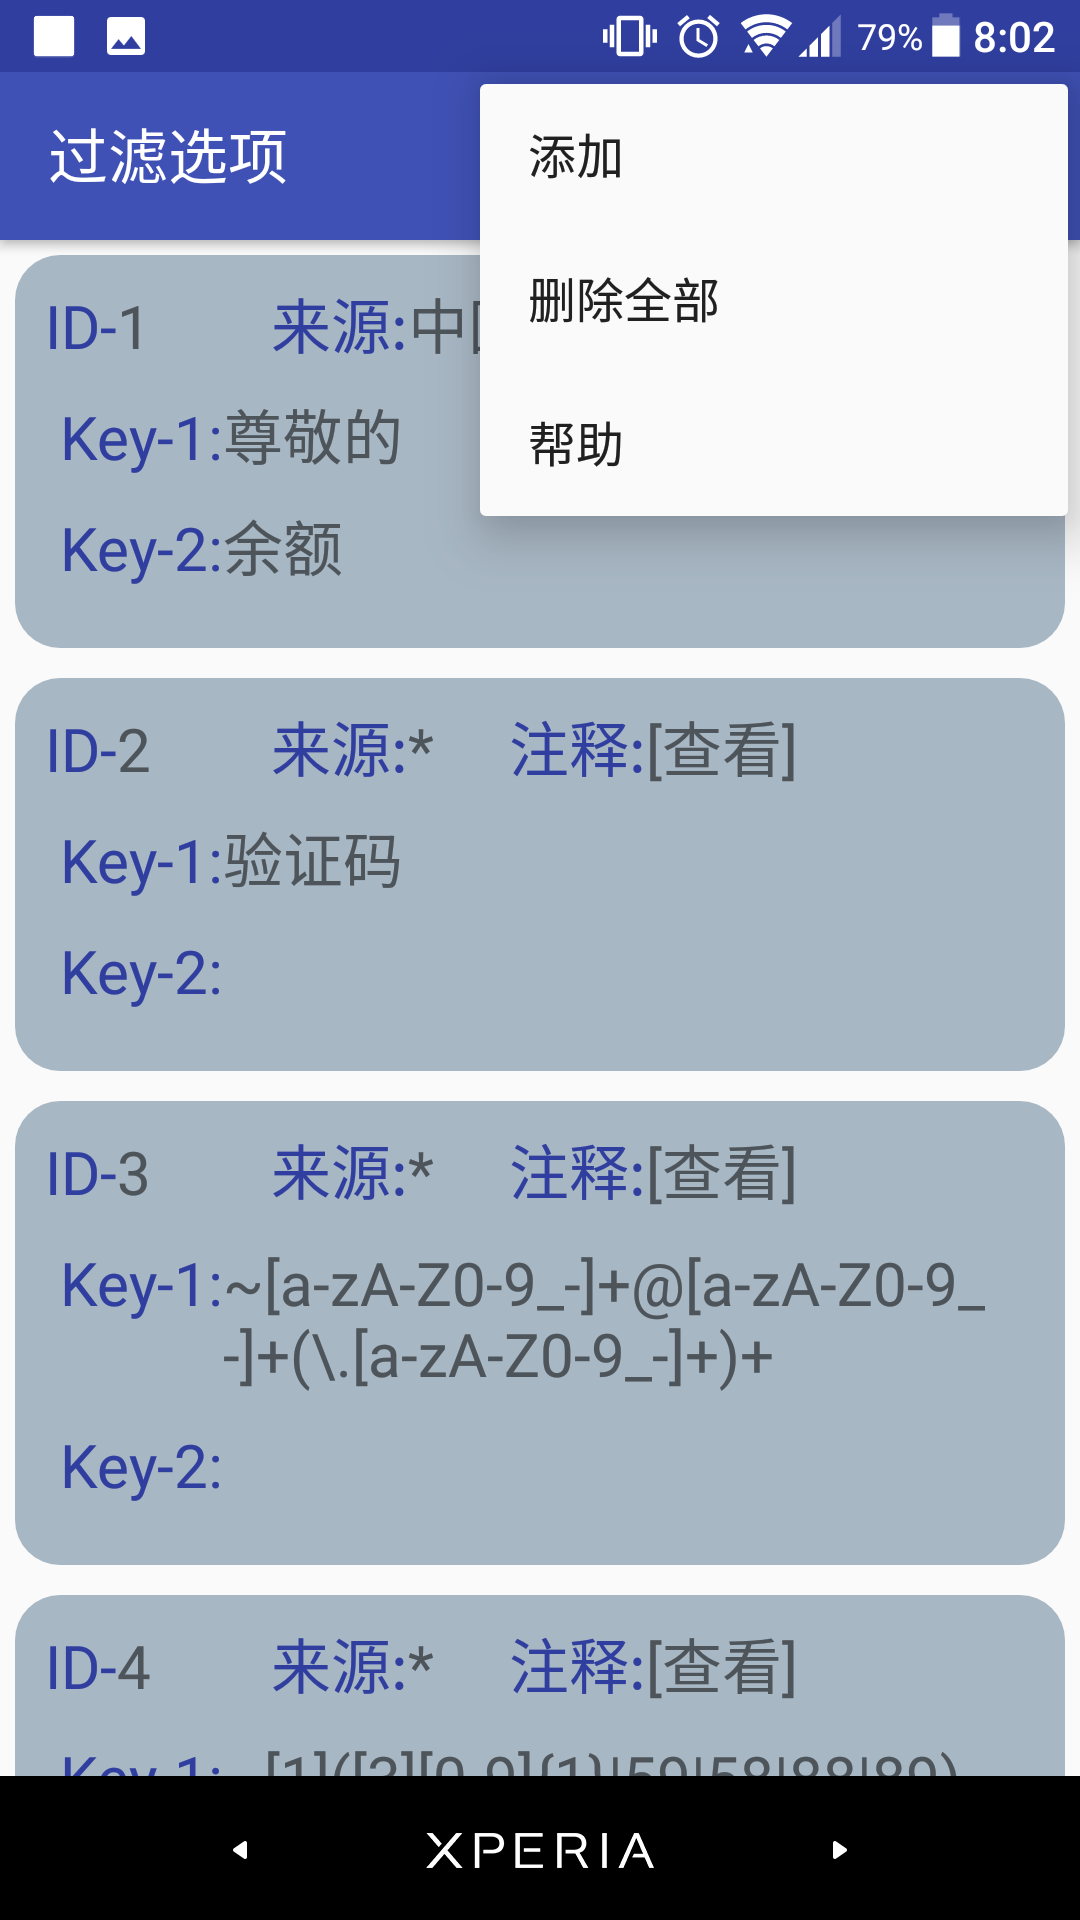 79% 8:02
过滤选项
添加
删除全部
帮助
ID-1 来源:中
Key-1:尊敬的
Key-2:余额
ID-2 来源:* 注释:[查看]
Key-1:验证码
Key-2:
ID-3 来源:* 注释:[查看]
Key-1:~[a-zA-Z0-9_-]+@[a-zA-Z0-9_
-]+(\.[a-zA-Z0-9_-]+)+
Key-2:
ID-4 来源:* 注释:[查看]
Key-1:
XPERIA